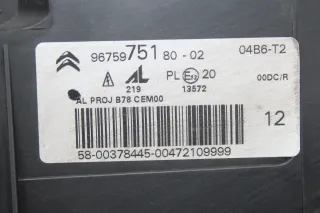 96759751 80 - 02 04B6-T2
AL PL E 20 00DC/R
219 13572
AL PROJ B78 CEM00
12
58-00378445-00472109999